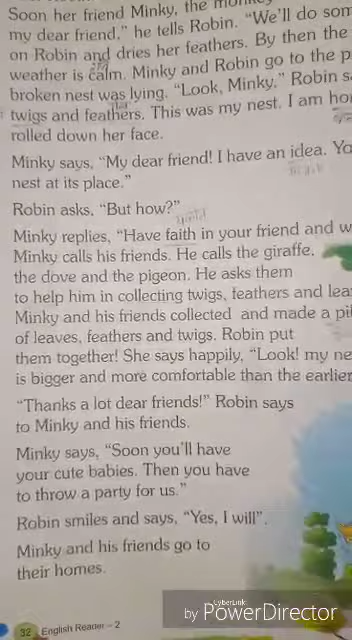 Soon her friend Minky, the
my dear friend," he tells Robin. "We'll do
on Robin and dries her feathers. By then the
weather is calm. Minky and Robin go to the
broken nest was lying. "Look, Minky," Robin
twigs and feathers. This was my nest. I am
rolled down her face.
Minky says, "My dear friend! I have an idea.
nest at its place."
Robin asks, "But how?"
Minky replies, "Have faith in your friend and
Minky calls his friends. He calls the giraffe,
the dove and the pigeon. He asks them
to help him in collecting twigs, feathers and
Minky and his friends collected and made a
of leaves, feathers and twigs. Robin put
them together! She says happily, "Look! my
is bigger and more comfortable than the earlier
"Thanks a lot dear friends!" Robin says
to Minky and his friends.
Minky says, "Soon you'll have
your cute babies. Then you have
to throw a party for us."
Robin smiles and says, "Yes, I will".
Minky and his friends go to
their homes.
32 English Reader – 2
CyberLink
by PowerDirector